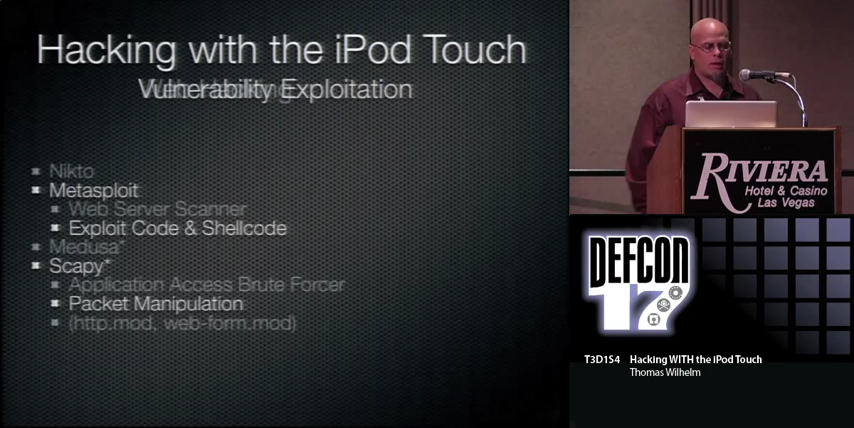 Hacking with the iPod Touch
Vulnerability Exploitation
Nikto
Metasploit
Web Server Scanner
Exploit Code & Shellcode
Medusa*
Scapy*
Application Access Brute Forcer
Packet Manipulation
(http.mod, web-form.mod)
RIVIERA
Hotel & Casino
Las Vegas
DEFCON
17
T3D1S4 Hacking WITH the iPod Touch
Thomas Wilhelm